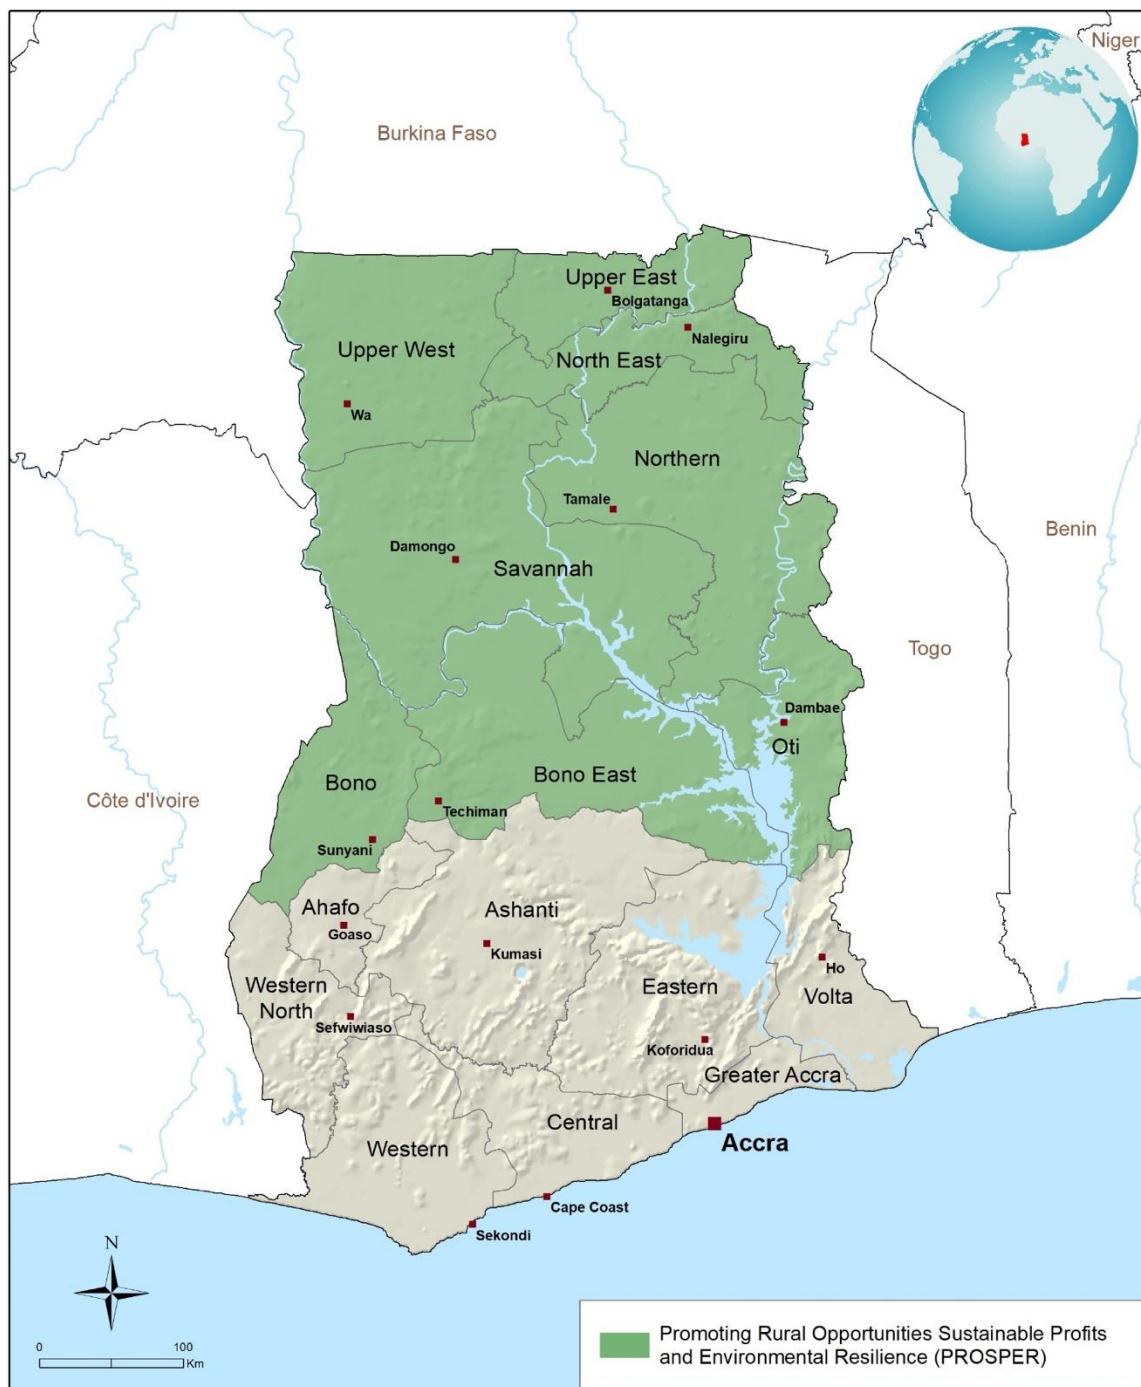 Niger
Burkina Faso
Upper East
Bolgatanga
Nalegiru
Upper West
North East
Wa
Northern
Tamale
Benin
Damongo
Savannah
Togo
Dambae
Oti
Bono East
Bono
Côte d'Ivoire
Techiman
Sunyani
Ahafo
Goaso
Ashanti
Kumasi
Ho
Western
North
Eastern
Volta
Sefwiwiaso
Koforidua
Greater Accra
Central
Accra
Western
Cape Coast
Sekondi
N
0 100
Km
Promoting Rural Opportunities Sustainable Profits
and Environmental Resilience (PROSPER)